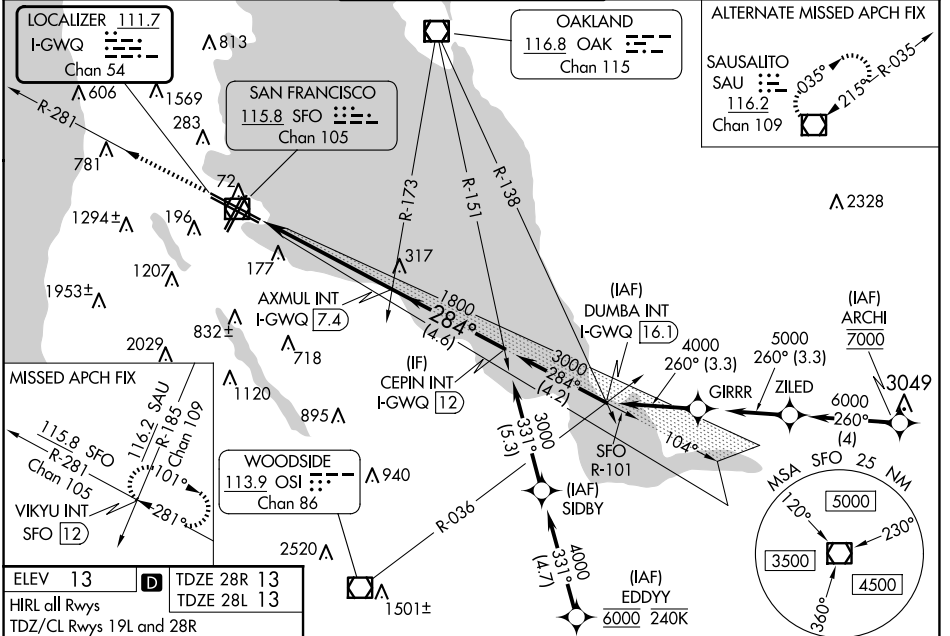 LOCALIZER 111.7
I-GWQ
Chan 54
813
606
1569
283
R-281
781
SAN FRANCISCO
115.8 SFO
Chan 105
OAKLAND
116.8 OAK
Chan 115
ALTERNATE MISSED APCH FIX
SAUSALITO
SAU
116.2
Chan 109
035°
215°
R-035
72
R-173
R-151
R-138
2328
1294±
196
177
317
1207
1953±
832±
718
2029
AXMUL INT
I-GWQ 7.4
1800
284°
(4.6)
(IF)
CEPIN INT
I-GWQ 12
3000
284°
(4.2)
(IAF)
DUMBA INT
I-GWQ 16.1
4000
260° (3.3)
5000
260° (3.3)
(IAF)
ARCHI
7000
GIRRR
ZILED
3049
6000
260°
(4)
SFO
R-101
104°
MISSED APCH FIX
115.8 SFO
R-281
Chan 105
116.2 SAU
R-185
Chan 109
101°
281°
VIKYU INT
SFO 12
1120
895
WOODSIDE
113.9 OSI
Chan 86
940
R-036
2520
1501±
3000
331°
(5.3)
(IAF)
SIDBY
4000
331°
(4.7)
(IAF)
EDDYY
6000 240K
MSA SFO 25 NM
120°
5000
230°
3500
4500
360°
ELEV 13
D
TDZE 28R 13
TDZE 28L 13
HIRL all Rwys
TDZ/CL Rwys 19L and 28R